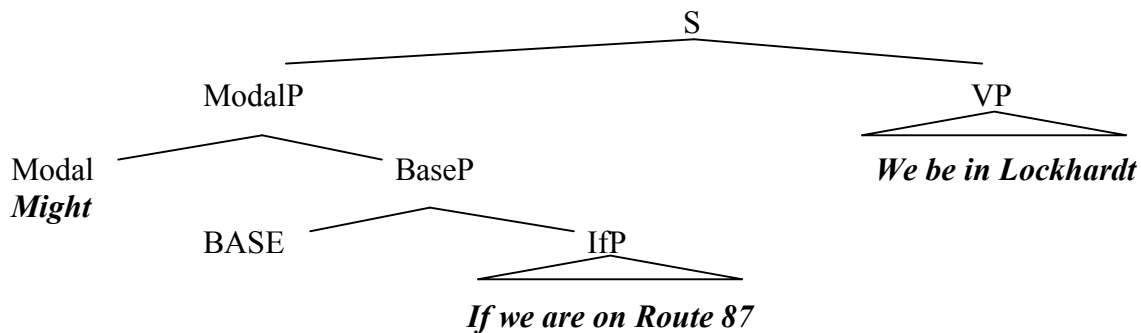 S
ModalP VP
Modal BaseP We be in Lockhardt
Might
BASE IfP
If we are on Route 87